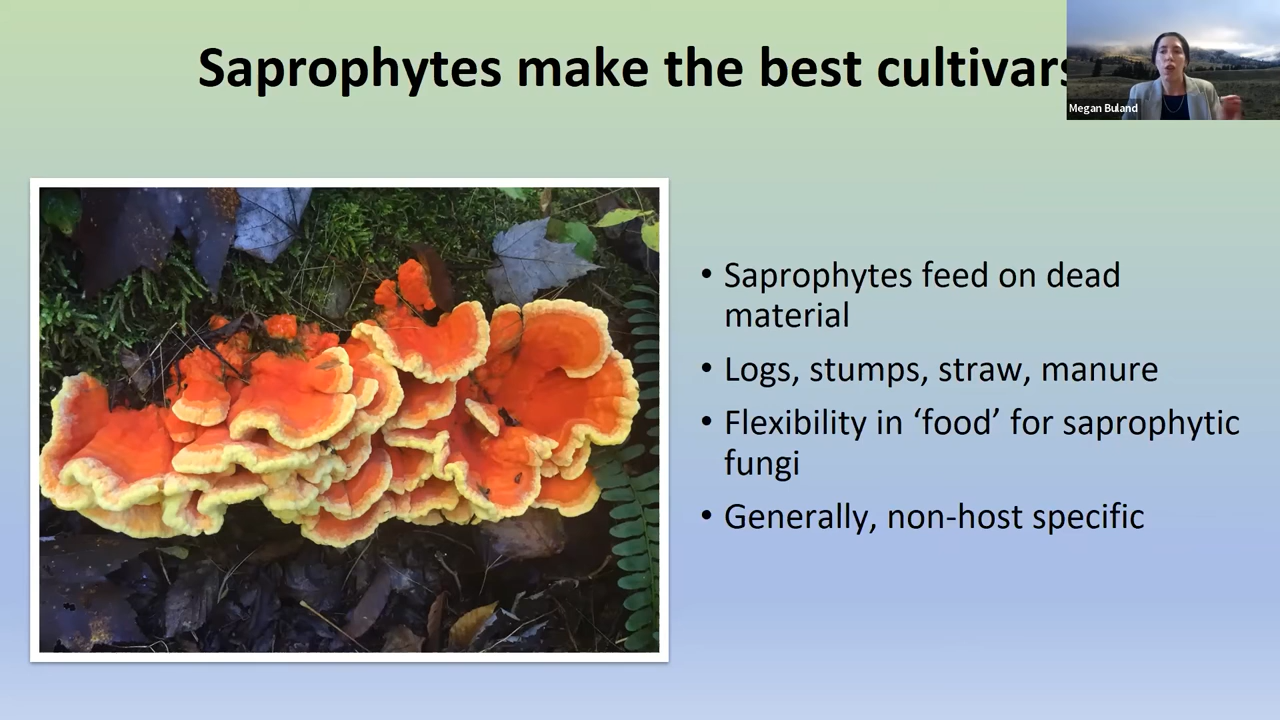 Saprophytes make the best cultivars
Megan Buland
• Saprophytes feed on dead
material
• Logs, stumps, straw, manure
• Flexibility in ‘food’ for saprophytic
fungi
• Generally, non-host specific